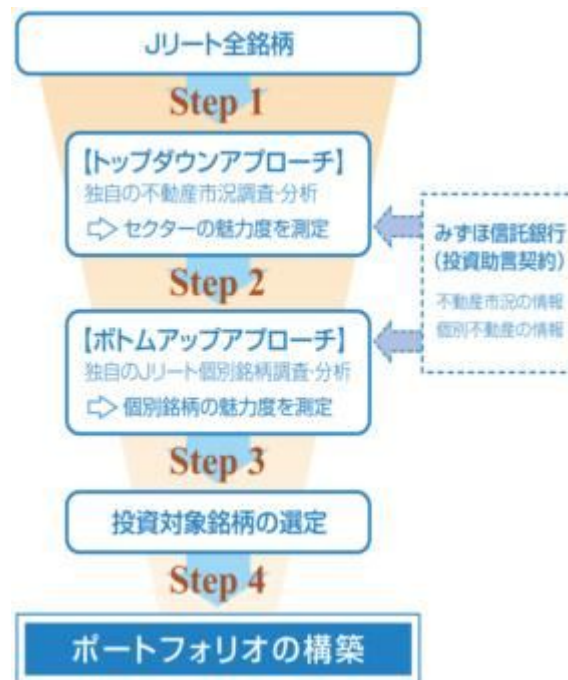 Jリート全銘柄
Step 1
【トップダウンアプローチ】
独自の不動産市況調査・分析
⇨ セクターの魅力度を測定
みずほ信託銀行
(投資助言契約)
不動産市況の情報
個別不動産の情報
Step 2
【ボトムアップアプローチ】
独自のJリート個別銘柄調査・分析
⇨ 個別銘柄の魅力度を測定
Step 3
投資対象銘柄の選定
Step 4
ポートフォリオの構築